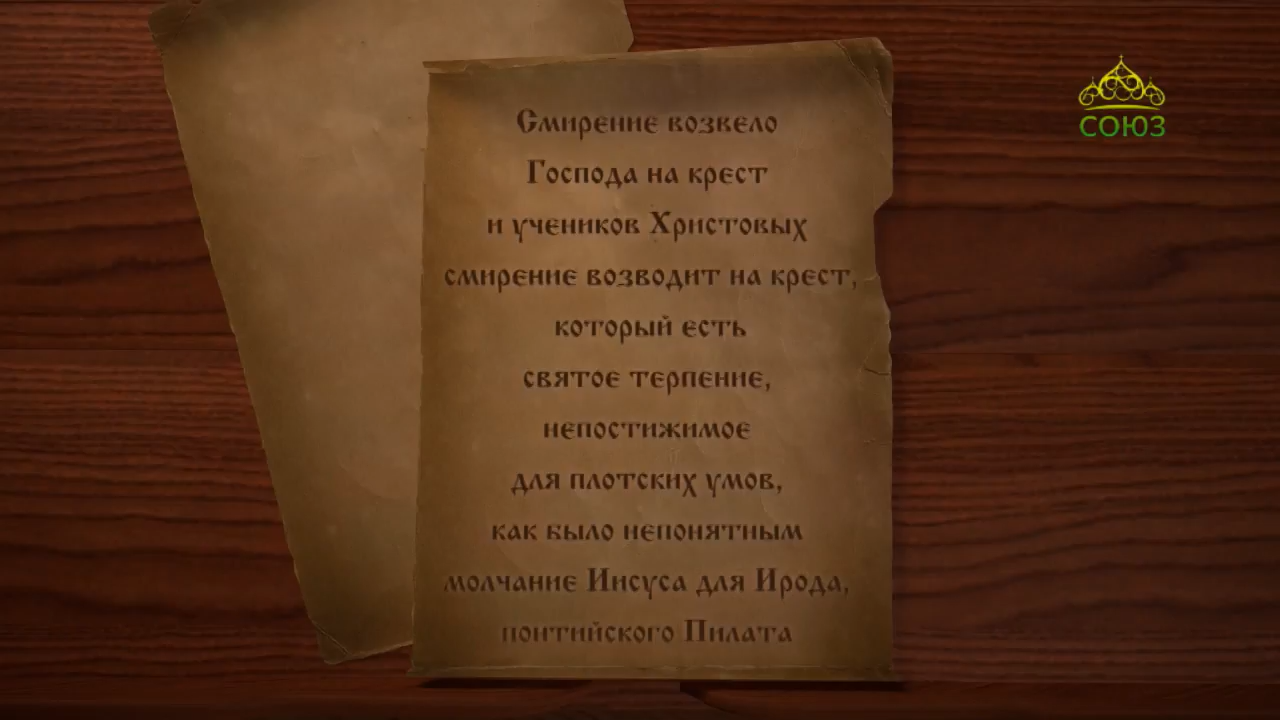 Смирение возвело
Господа на крест
и учеников Христовых
смирение возводит на крест,
который есть
святое терпение,
непостижимое
для плотских умов,
как было непонятным
молчание Иисуса для Ирода,
понтийского Пилата
СОЮЗ